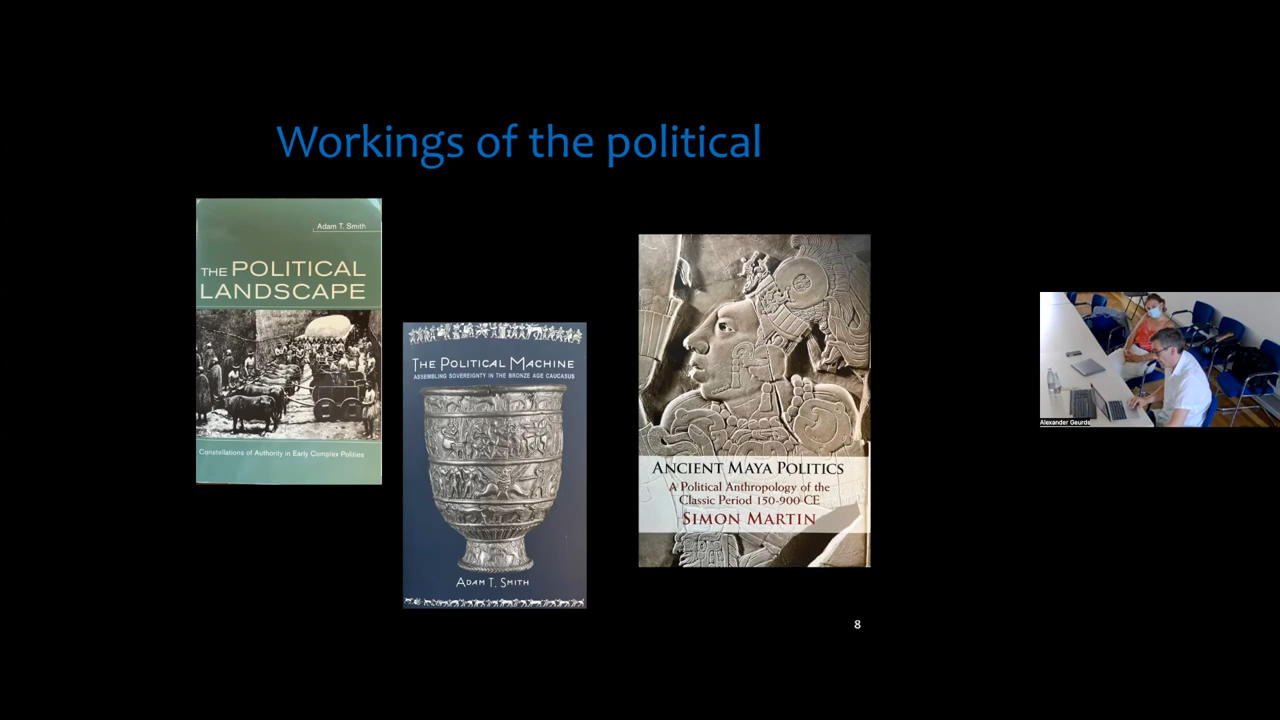 Workings of the political
Adam T. Smith
THE POLITICAL
LANDSCAPE
Constellations of Authority in Early Complex Polities
THE POLITICAL MACHINE
ASSEMBLING SOVEREIGNTY IN THE BRONZE AGE CAUCASUS
ADAM T. SMITH
ANCIENT MAYA POLITICS
A Political Anthropology of the
Classic Period 150-900 CE
SIMON MARTIN
Alexander Geurds
8